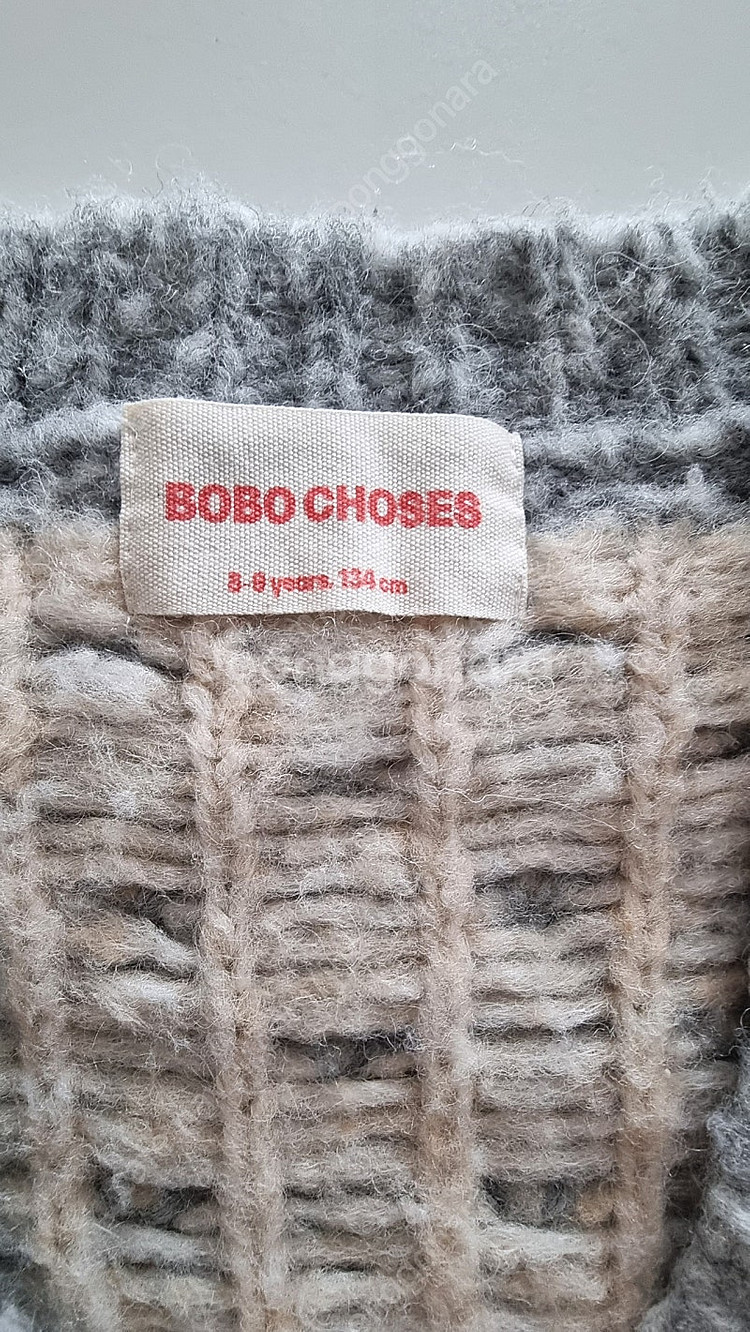 BOBO CHOSES
8-9 years. 134 cm